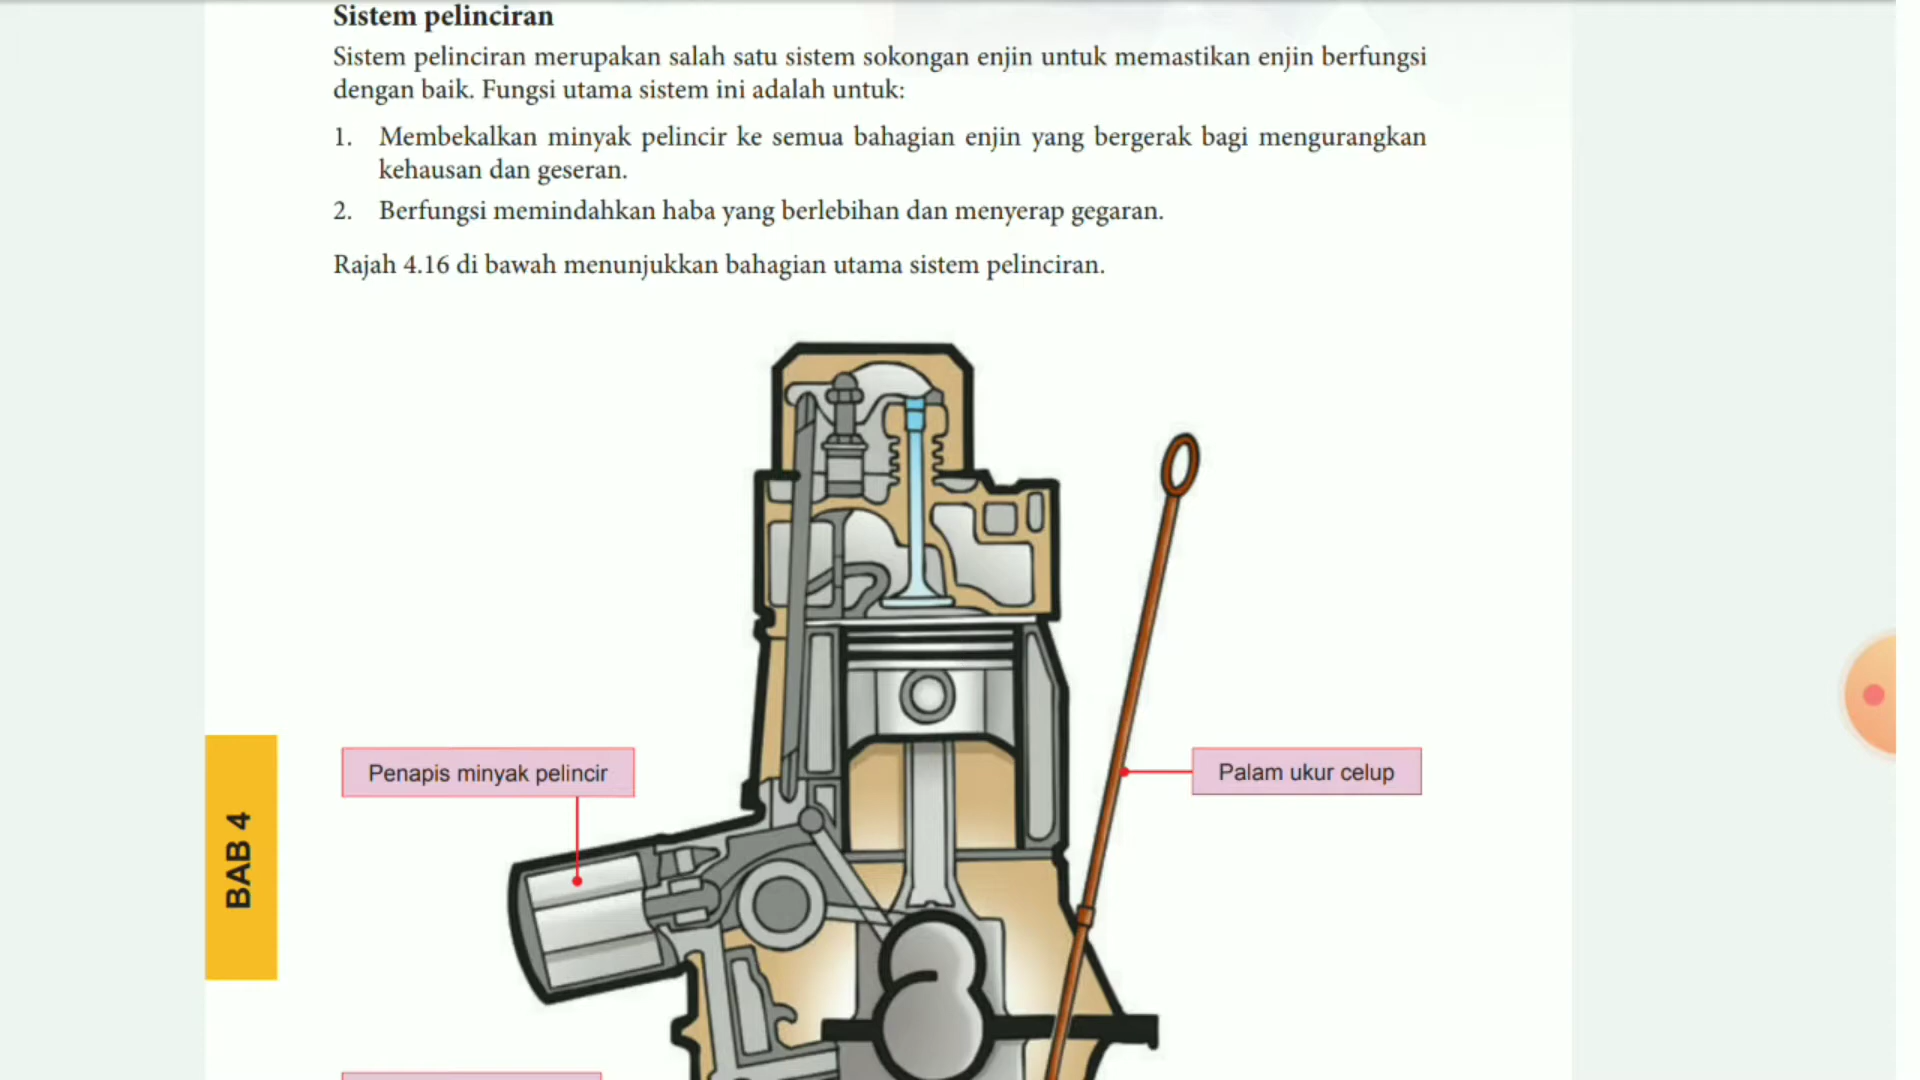 Sistem pelinciran
Sistem pelinciran merupakan salah satu sistem sokongan enjin untuk memastikan enjin berfungsi
dengan baik. Fungsi utama sistem ini adalah untuk:
1. Membekalkan minyak pelincir ke semua bahagian enjin yang bergerak bagi mengurangkan
kehausan dan geseran.
2. Berfungsi memindahkan haba yang berlebihan dan menyerap gegaran.
Rajah 4.16 di bawah menunjukkan bahagian utama sistem pelinciran.
Penapis minyak pelincir
Palam ukur celup
BAB 4